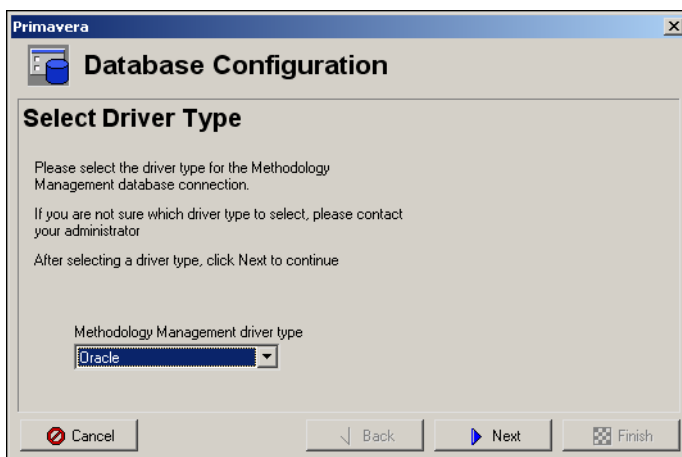 Primavera
Database Configuration
Select Driver Type
Please select the driver type for the Methodology
Management database connection.
If you are not sure which driver type to select, please contact
your administrator
After selecting a driver type, click Next to continue
Methodology Management driver type
Oracle
Cancel
Back
Next
Finish